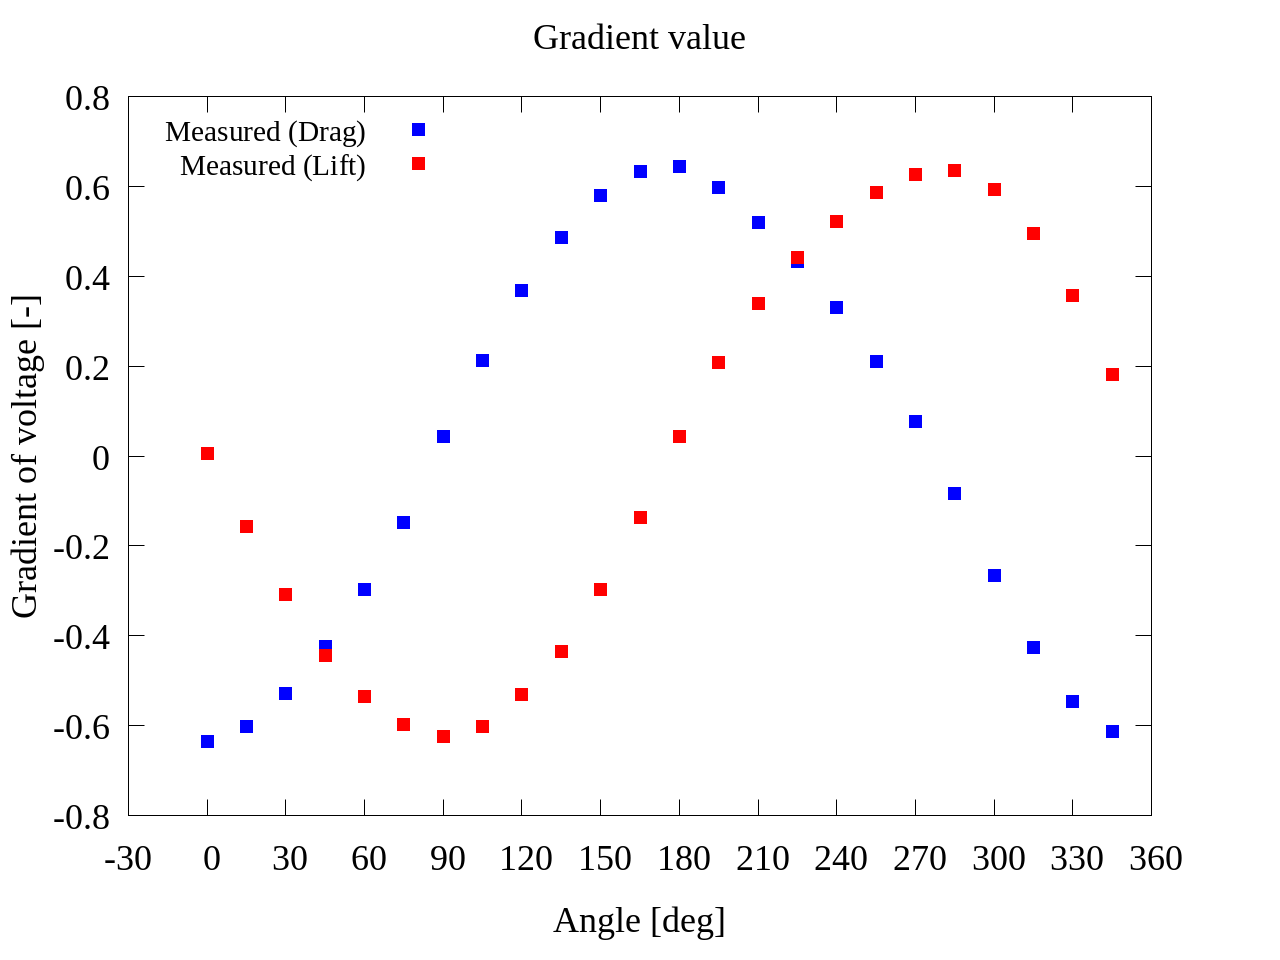 Gradient value
Measured (Drag)
Measured (Lift)
Gradient of voltage [-]
0.8
0.6
0.4
0.2
0
-0.2
-0.4
-0.6
-0.8
-30 0 30 60 90 120 150 180 210 240 270 300 330 360
Angle [deg]